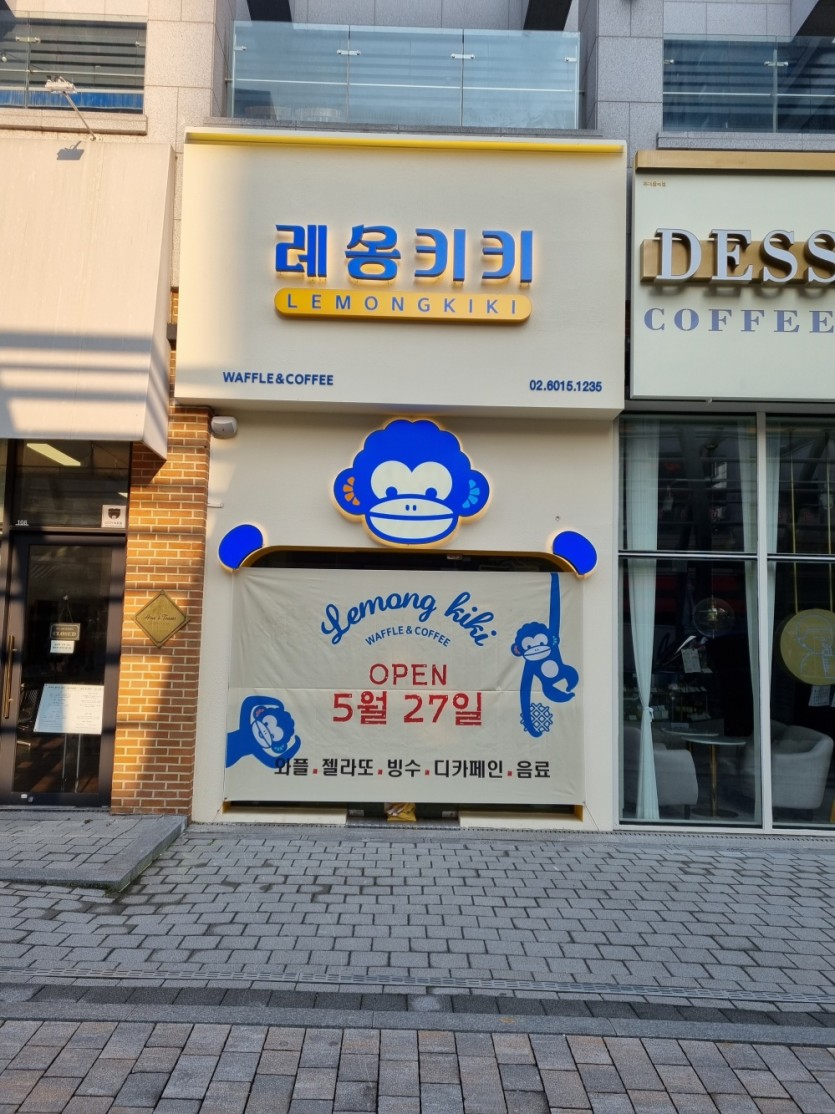 레몽키키
LEMONGKIKI
WAFFLE&COFFEE
02.6015.1235
DESS
COFFEE
Lemong kiki
WAFFLE & COFFEE
OPEN
5월 27일
와플.젤라또.빙수.디카페인.음료